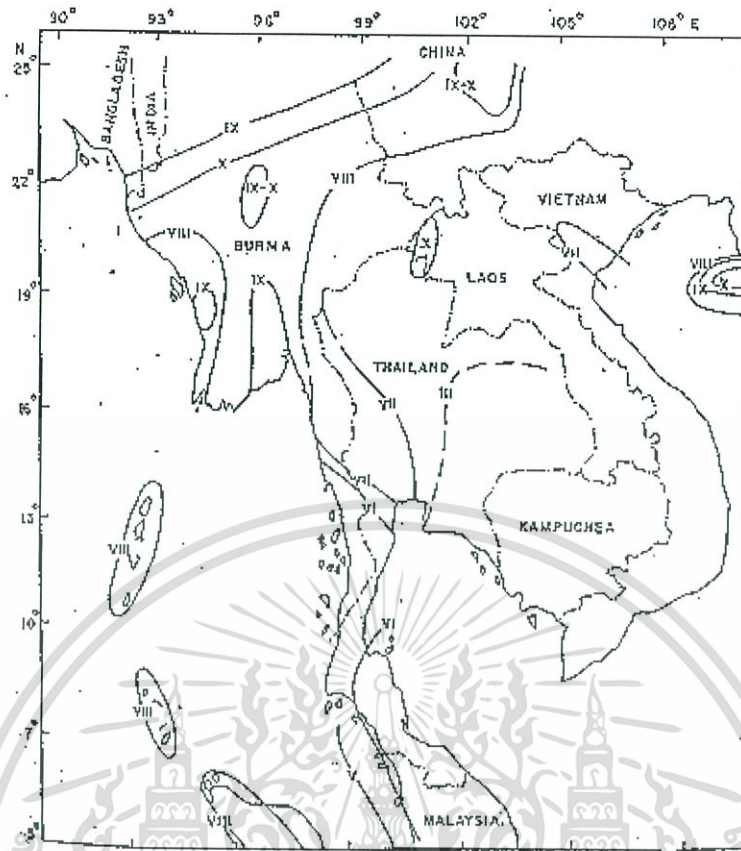 90° 93° 96° 99° 102° 105° 108° E
N
25°
CHINA
BANGLADESH
INDIA
IX
IX-X
X
22°
IX-X
VIII
VIETNAM
VIII
BURMA
X
VII
LAOS
VIII
19°
IX
IX
IX
X
THAILAND
VII
16°
VII
13°
VI
KAMPUCHEA
VIII
10°
VI
VIII
7°
VIII
MALAYSIA